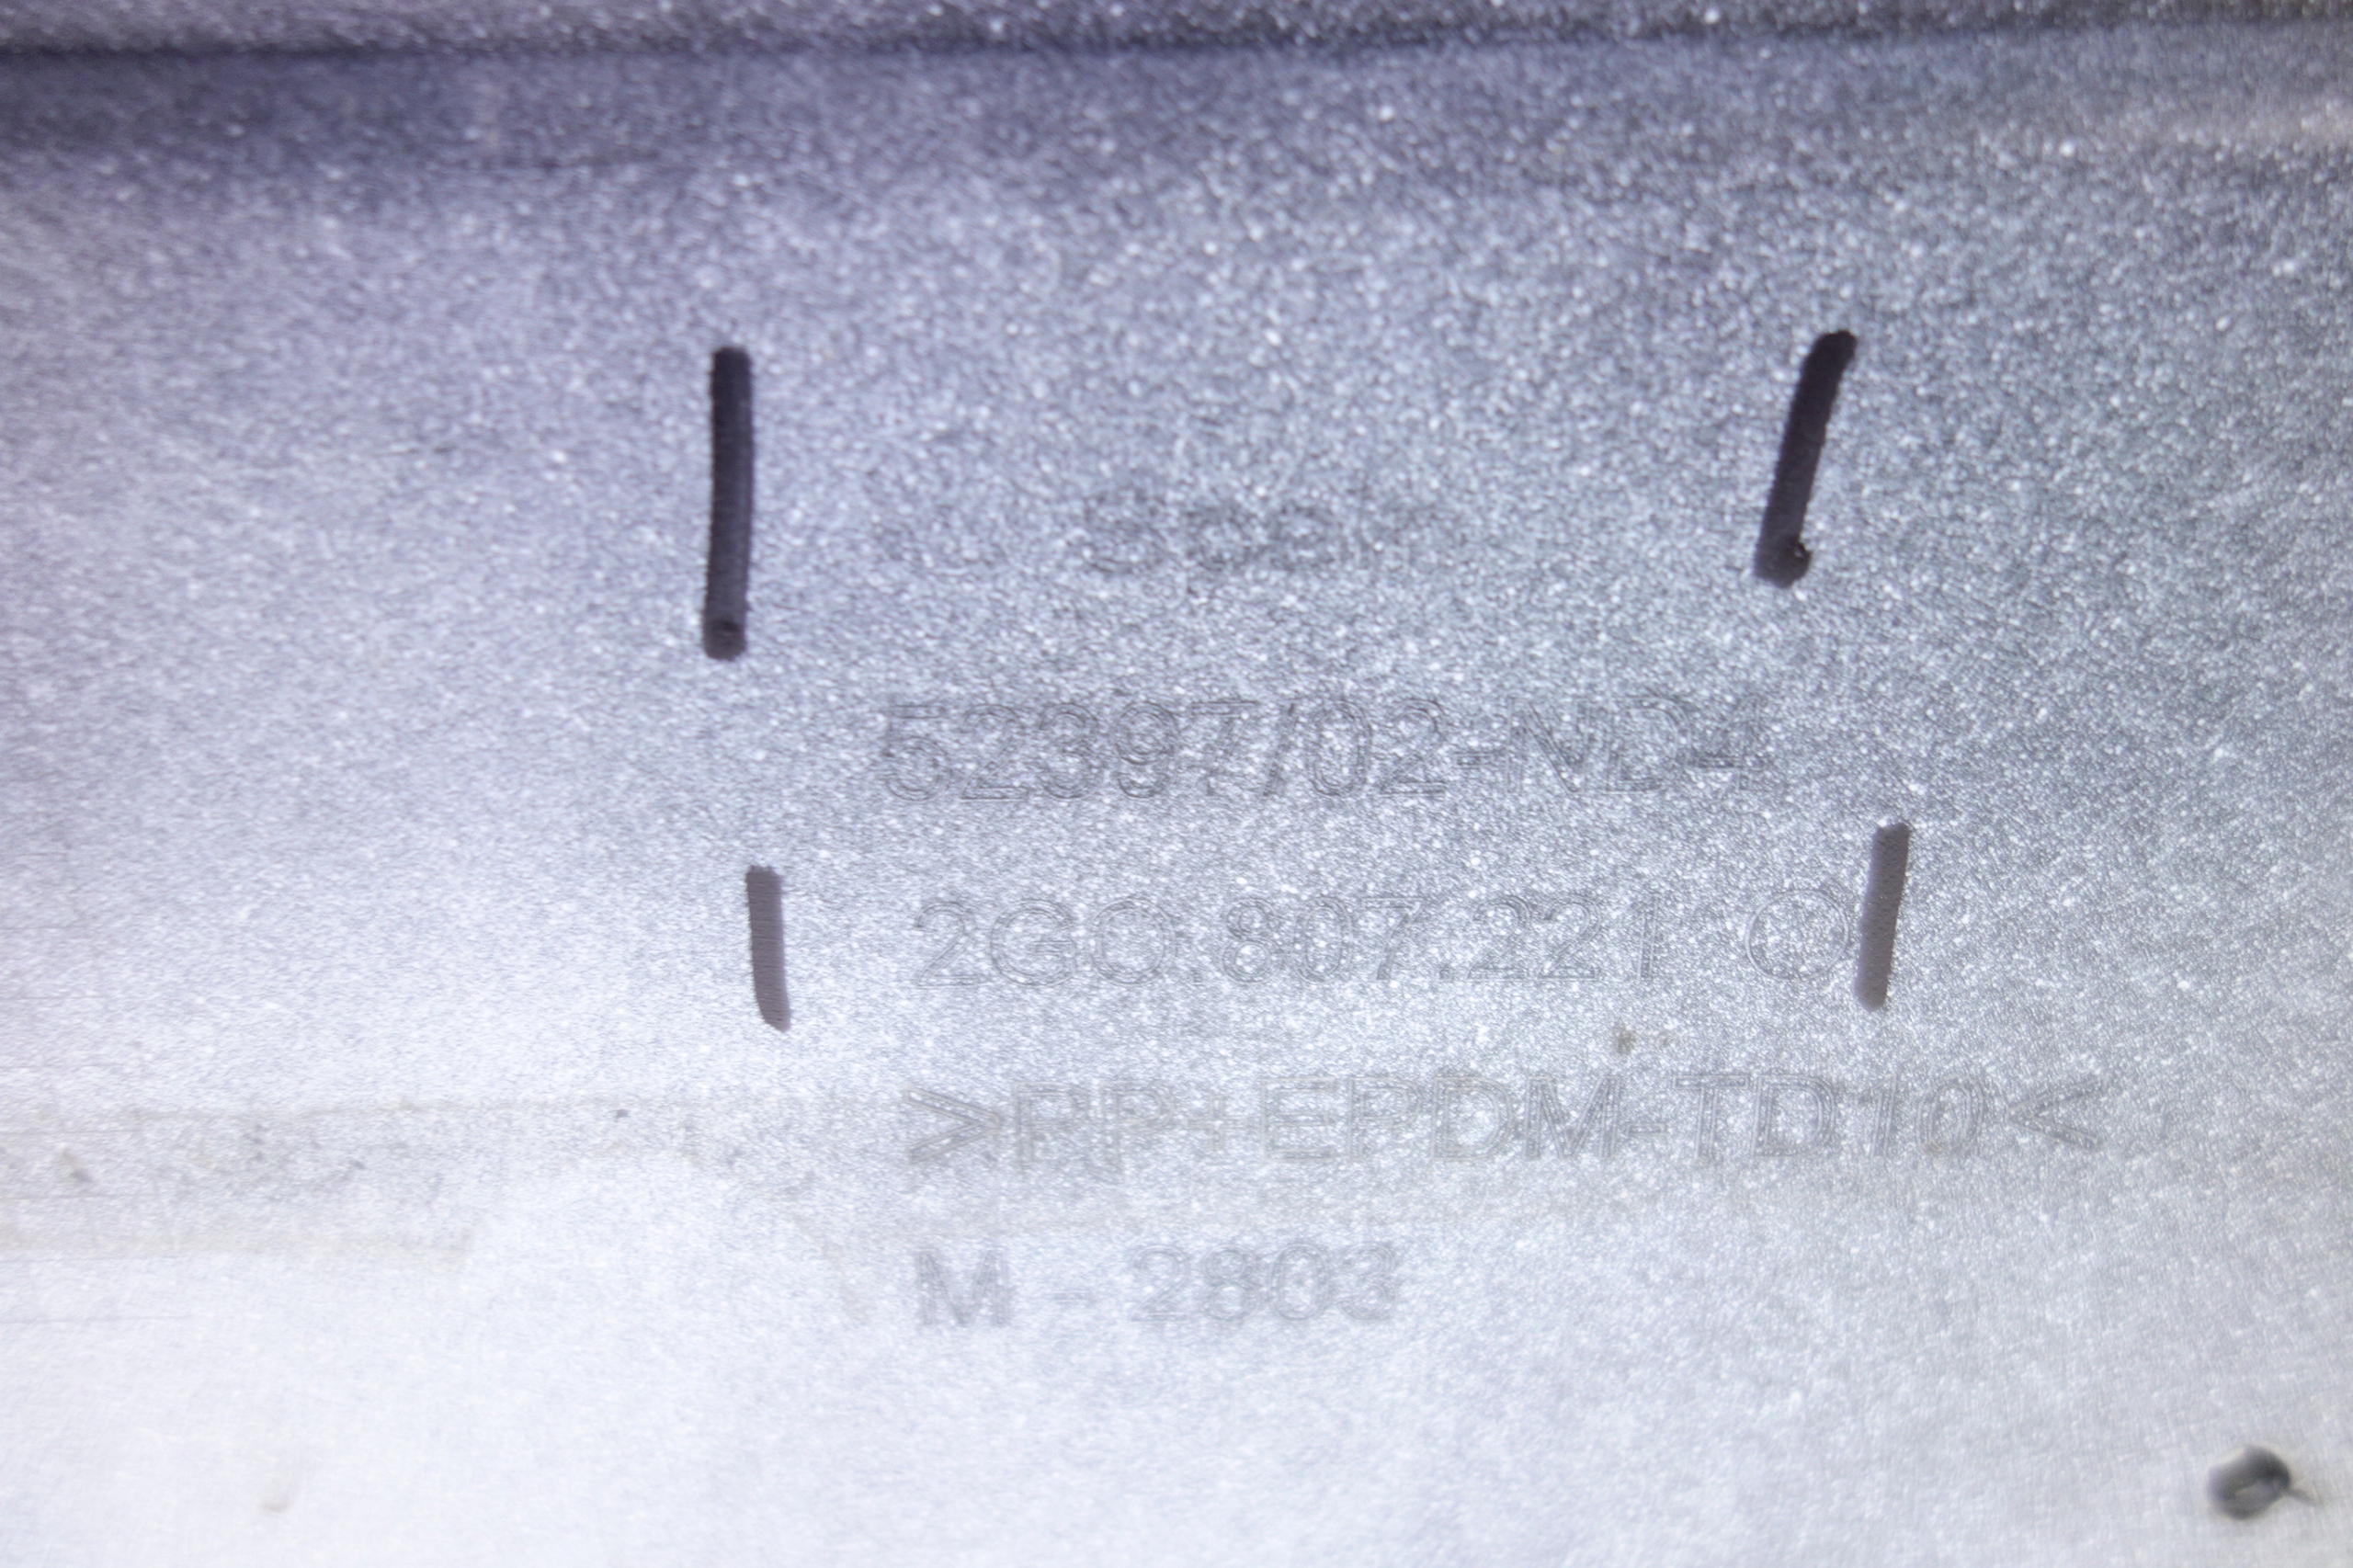 52397/02-ND4
2G0.807.221
>PP+EPDM-TD10<
M - 2803